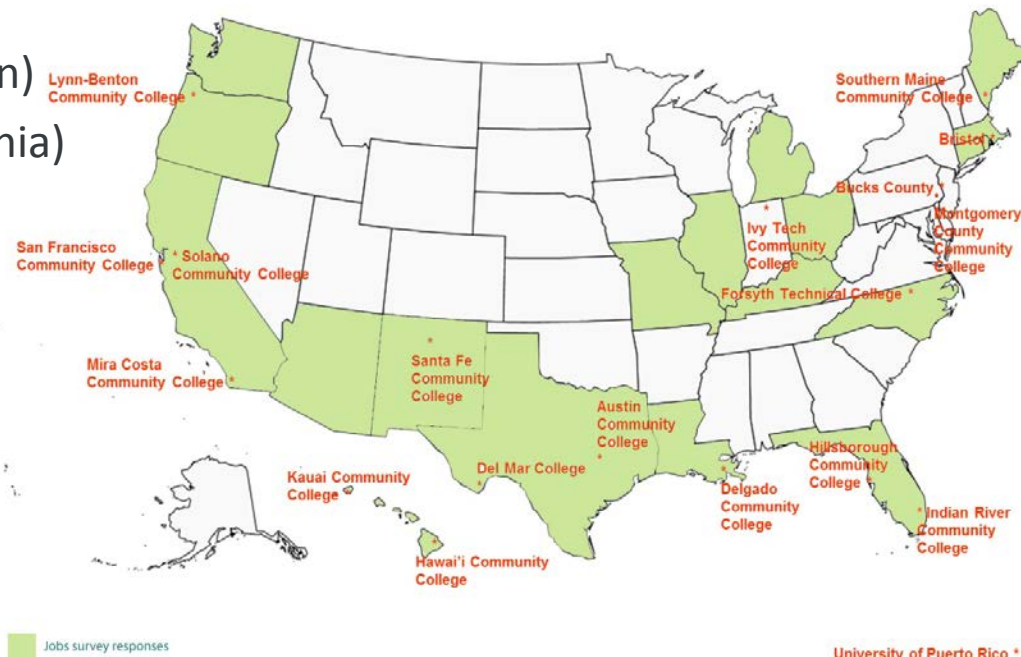 n)
nia)
Lynn-Benton
Community College *
Southern Maine
Community College *
Bristol *
Bucks County *
*
Montgomery
County
Community
College
*
Ivy Tech
Community
College
San Francisco
Community College *
* Solano
Community College
Forsyth Technical College *
Mira Costa
Community College *
*
Santa Fe
Community
College
Austin
Community
College
*
Hillsborough
Community
College *
Del Mar College
*
Kauai Community
College *
*
Delgado
Community
College
* Indian River
Community
College
*
Hawai'i Community
College
Jobs survey responses
University of Puerto Rico *